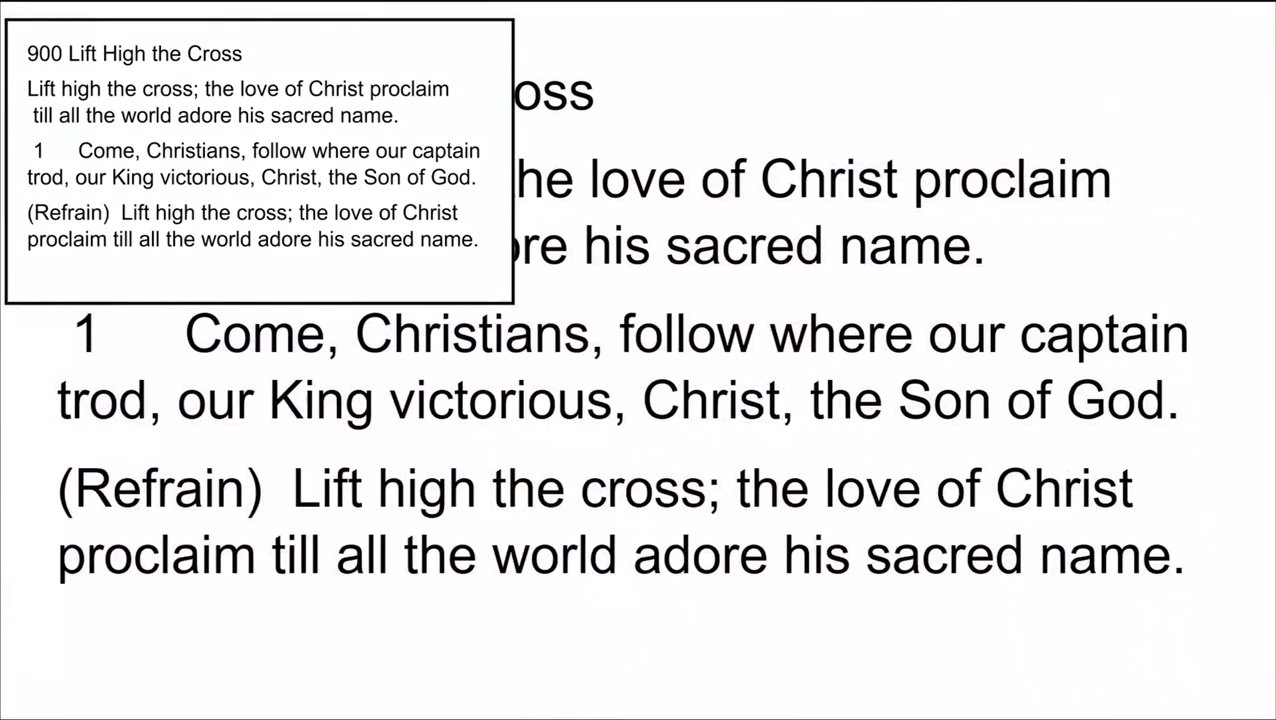 900 Lift High the Cross
Lift high the cross; the love of Christ proclaim
till all the world adore his sacred name.
1 Come, Christians, follow where our captain
trod, our King victorious, Christ, the Son of God.
(Refrain) Lift high the cross; the love of Christ
proclaim till all the world adore his sacred name.
oss
he love of Christ proclaim
ore his sacred name.
1 Come, Christians, follow where our captain
trod, our King victorious, Christ, the Son of God.
(Refrain) Lift high the cross; the love of Christ
proclaim till all the world adore his sacred name.